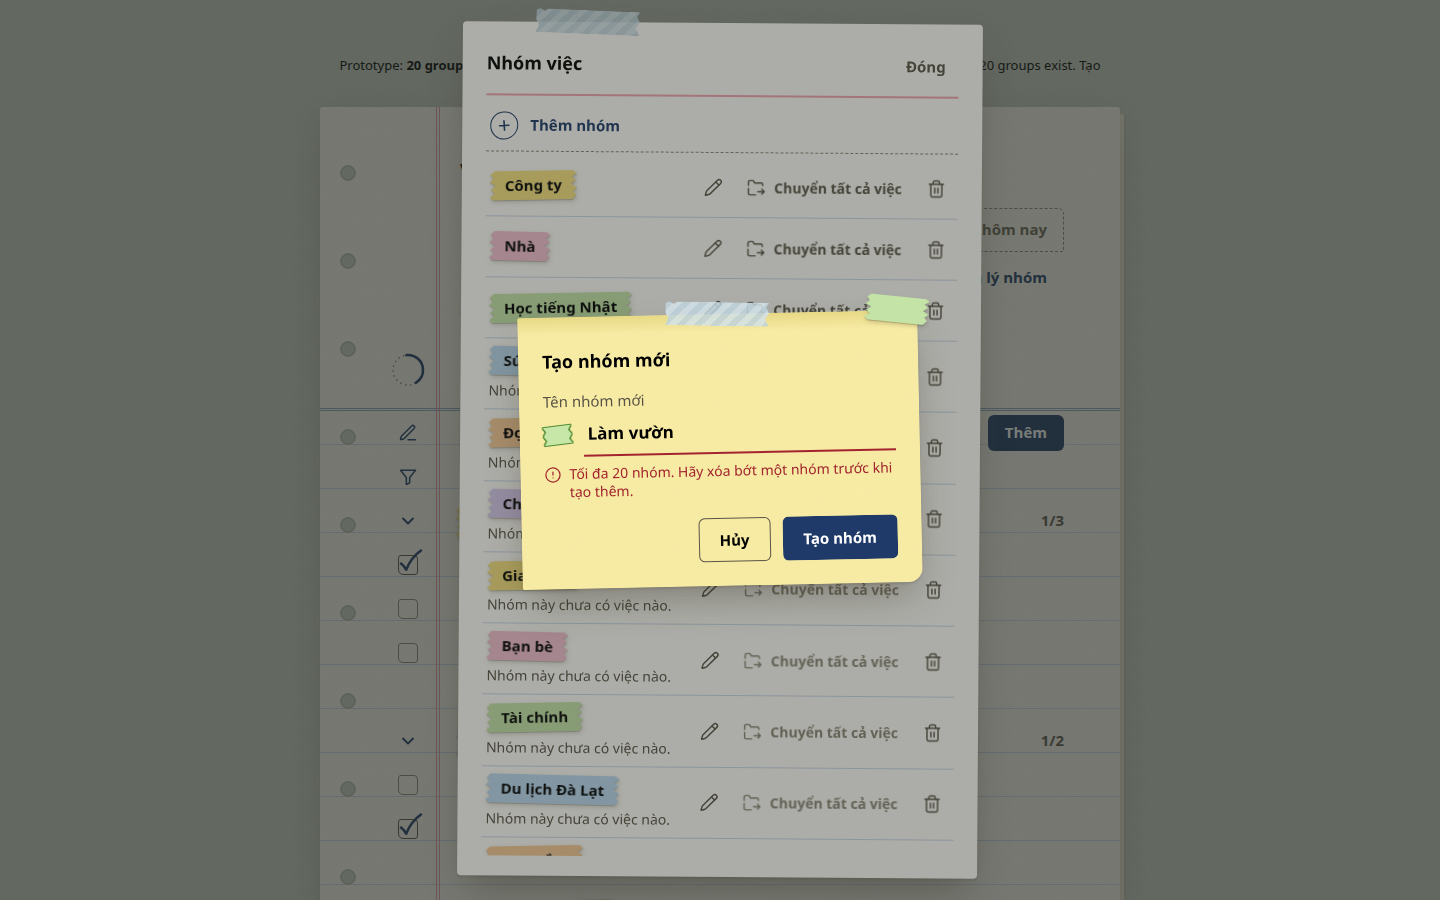 Prototype: 20 group
20 groups exist. Tạo
Nhóm việc
Đóng
Thêm nhóm
Công ty
Chuyển tất cả việc
Nhà
Chuyển tất cả việc
hôm nay
lý nhóm
Học tiếng Nhật
Chuyển tất cả
Tạo nhóm mới
Tên nhóm mới
Làm vườn
Tối đa 20 nhóm. Hãy xóa bớt một nhóm trước khi
tạo thêm.
Hủy
Tạo nhóm
Thêm
1/3
Chuyển tất cả việc
Nhóm này chưa có việc nào.
Bạn bè
Chuyển tất cả việc
Nhóm này chưa có việc nào.
Tài chính
Chuyển tất cả việc
Nhóm này chưa có việc nào.
1/2
Du lịch Đà Lạt
Chuyển tất cả việc
Nhóm này chưa có việc nào.